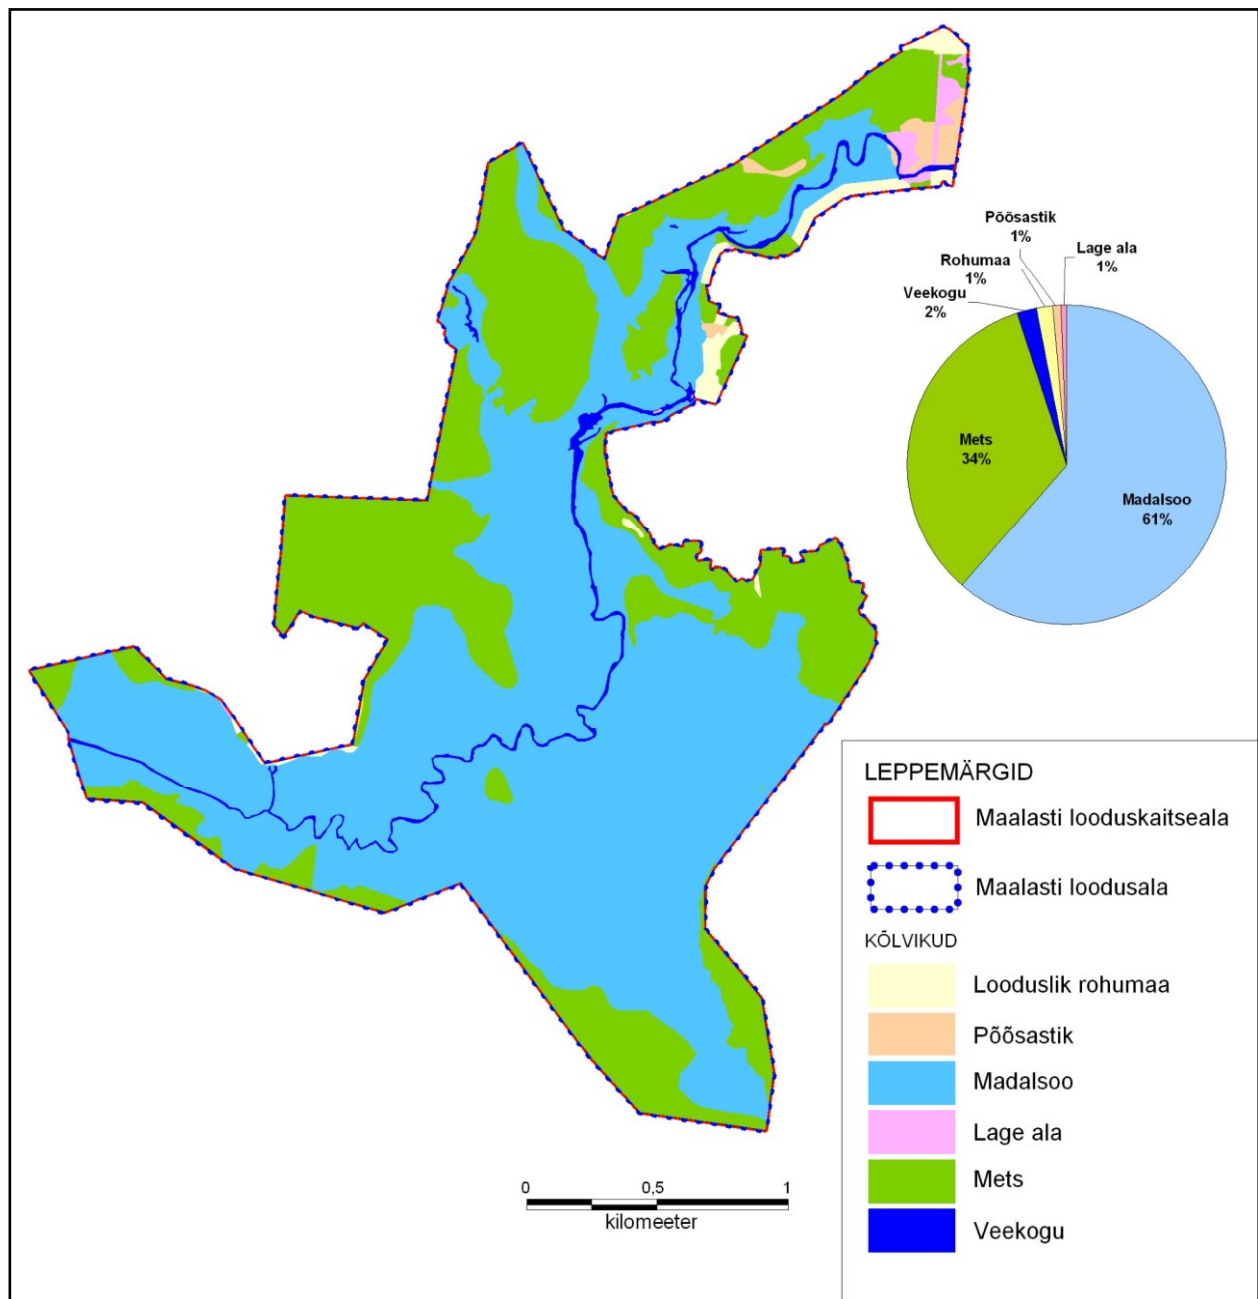 Põõsastik
1%
Lage ala
1%
Rohumaa
1%
Veekogu
2%
Mets
34%
Madalsoo
61%
LEPPEMÄRGID
Maalasti looduskaitseala
Maalasti loodusala
KÕLVIKUD
Looduslik rohumaa
Põõsastik
Madalsoo
Lage ala
Mets
Veekogu
0 0,5 1
kilomeeter